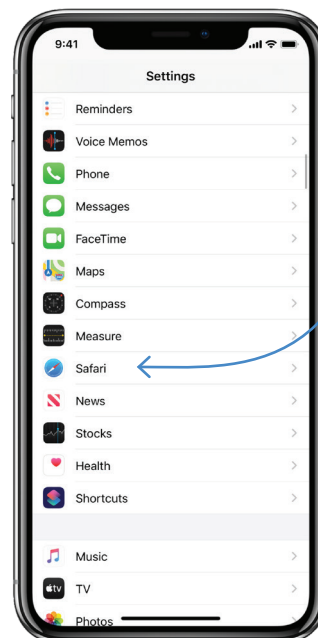 9:41
Settings
Reminders
Voice Memos
Phone
Messages
FaceTime
Maps
Compass
Measure
Safari
News
Stocks
Health
Shortcuts
Music
tv TV
Photos